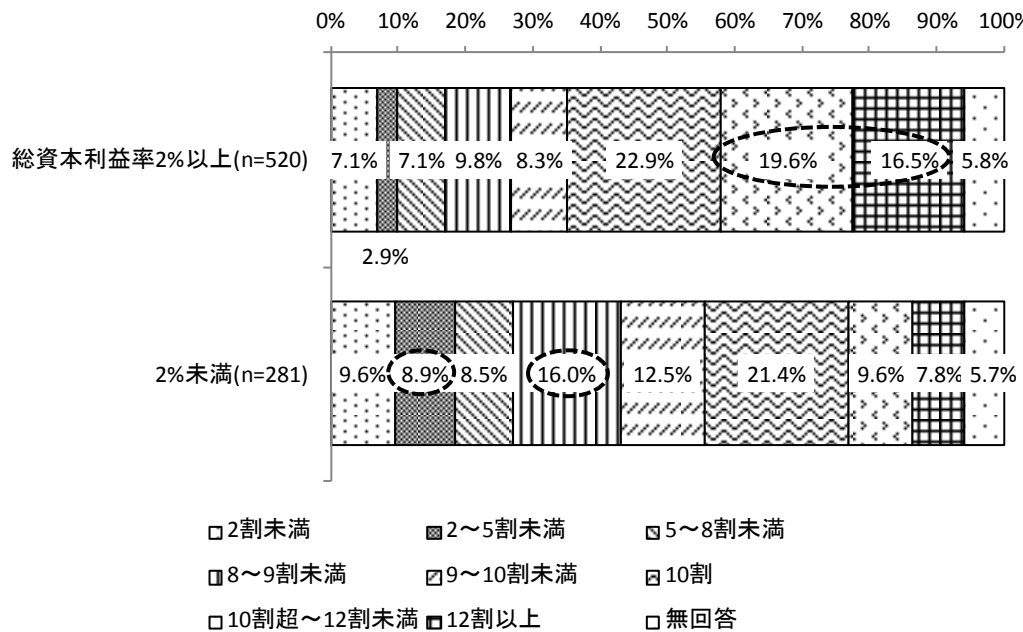 0% 10% 20% 30% 40% 50% 60% 70% 80% 90% 100%
総資本利益率2%以上(n=520)
7.1% 7.1% 9.8% 8.3% 22.9% 19.6% 16.5% 5.8%
2.9%
2%未満(n=281)
9.6% 8.9% 8.5% 16.0% 12.5% 21.4% 9.6% 7.8% 5.7%
2割未満 2～5割未満 5～8割未満
8～9割未満 9～10割未満 10割
10割超～12割未満 12割以上 無回答